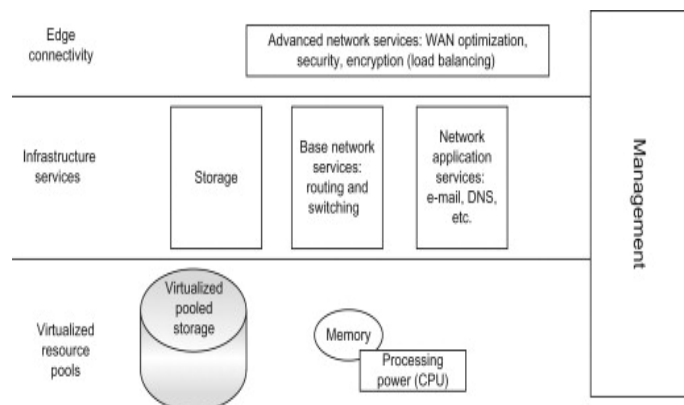 Edge
connectivity
Advanced network services: WAN optimization,
security, encryption (load balancing)
Management
Infrastructure
services
Storage
Base network
services:
routing and
switching
Network
application
services:
e-mail, DNS,
etc.
Virtualized
resource
pools
Virtualized
pooled
storage
Memory
Processing
power (CPU)